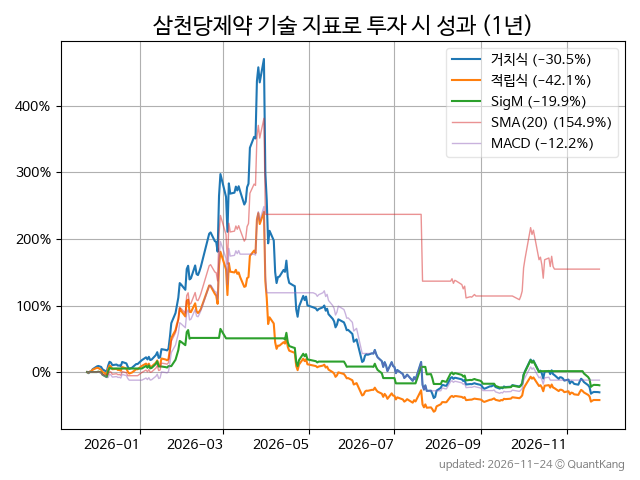 삼천당제약 기술 지표로 투자 시 성과 (1년)
거치식 (−30.5%)
적립식 (−42.1%)
SigM (−19.9%)
SMA(20) (154.9%)
MACD (−12.2%)
400%
300%
200%
100%
0%
2026−01 2026−03 2026−05 2026−07 2026−09 2026−11
updated: 2026-11-24 © QuantKang